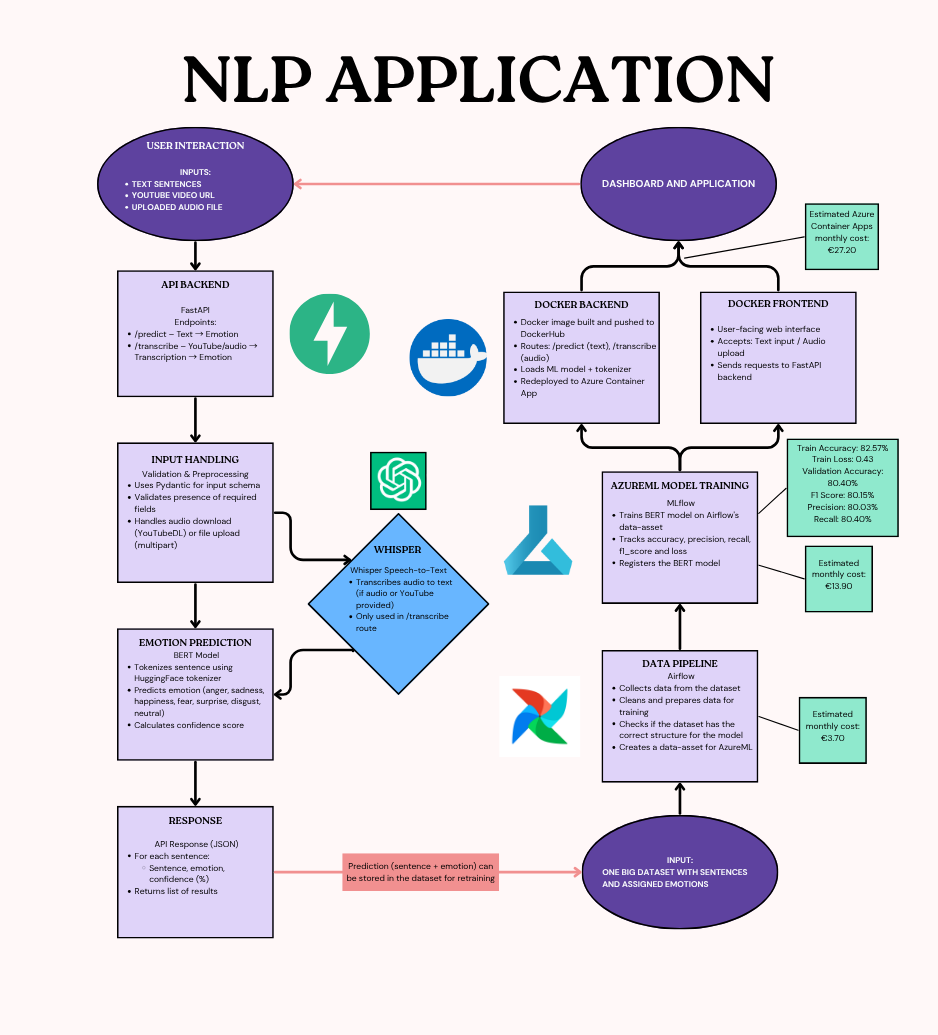 NLP APPLICATION
USER INTERACTION
INPUTS:
• TEXT SENTENCES
• YOUTUBE VIDEO URL
• UPLOADED AUDIO FILE
API BACKEND
FastAPI
Endpoints:
• /predict – Text → Emotion
• /transcribe – YouTube/audio →
Transcription → Emotion
INPUT HANDLING
Validation & Preprocessing
• Uses Pydantic for input schema
• Validates presence of required
fields
• Handles audio download
(YouTubeDL) or file upload
(multipart)
WHISPER
Whisper Speech-to-Text
• Transcribes audio to text
(if audio or YouTube
provided)
• Only used in /transcribe
route
EMOTION PREDICTION
BERT Model
• Tokenizes sentence using
HuggingFace tokenizer
• Predicts emotion (anger, sadness,
happiness, fear, surprise, disgust,
neutral)
• Calculates confidence score
RESPONSE
API Response (JSON)
• For each sentence:
◦ Sentence, emotion,
confidence (%)
• Returns list of results
Prediction (sentence + emotion) can
be stored in the dataset for retraining
DASHBOARD AND APPLICATION
Estimated Azure
Container Apps
monthly cost:
€27.20
DOCKER BACKEND
• Docker image built and pushed to
DockerHub
• Routes: /predict (text), /transcribe
(audio)
• Loads ML model + tokenizer
• Redeployed to Azure Container
App
DOCKER FRONTEND
• User-facing web interface
• Accepts: Text input / Audio
upload
• Sends requests to FastAPI
backend
AZUREML MODEL TRAINING
MLflow
• Trains BERT model on Airflow's
data-asset
• Tracks accuracy, precision, recall,
f1_score and loss
• Registers the BERT model
Train Accuracy: 82.57%
Train Loss: 0.43
Validation Accuracy:
80.40%
F1 Score: 80.15%
Precision: 80.03%
Recall: 80.40%
Estimated
monthly cost:
€13.90
DATA PIPELINE
Airflow
• Collects data from the dataset
• Cleans and prepares data for
training
• Checks if the dataset has the
correct structure for the model
• Creates a data-asset for AzureML
Estimated
monthly cost:
€3.70
INPUT:
ONE BIG DATASET WITH SENTENCES
AND ASSIGNED EMOTIONS